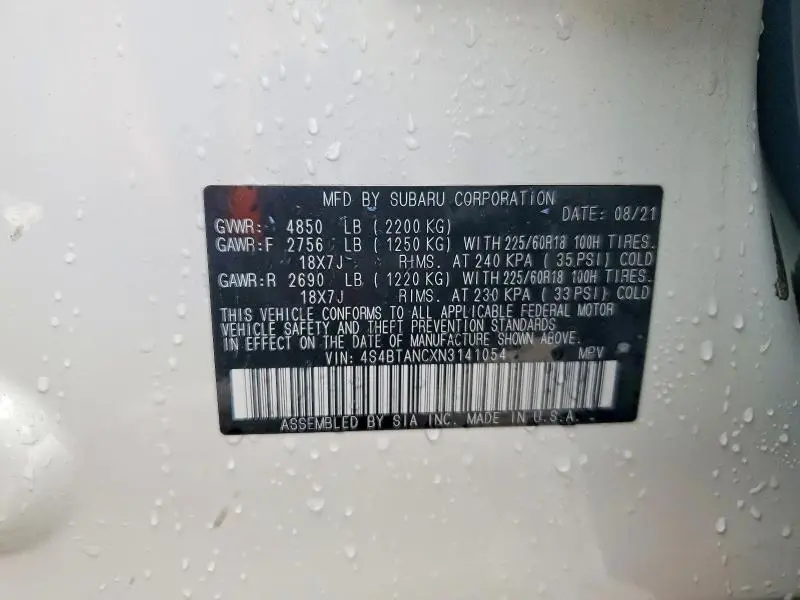 MFD BY SUBARU CORPORATION
DATE: 08/21
GVWR: 4850 LB ( 2200 KG)
GAWR:F 2756 LB ( 1250 KG) WITH 225/60R18 100H TIRES.
18X7J RIMS. AT 240 KPA ( 35 PSI) COLD
GAWR:R 2690 LB ( 1220 KG) WITH 225/60R18 100H TIRES.
18X7J RIMS. AT 230 KPA ( 33 PSI) COLD
THIS VEHICLE CONFORMS TO ALL APPLICABLE FEDERAL MOTOR
VEHICLE SAFETY AND THEFT PREVENTION STANDARDS
IN EFFECT ON THE DATE OF MANUFACTURE SHOWN ABOVE.
VIN: 4S4BTANCXN3141054 MPV
ASSEMBLED BY SIA INC. MADE IN U.S.A.